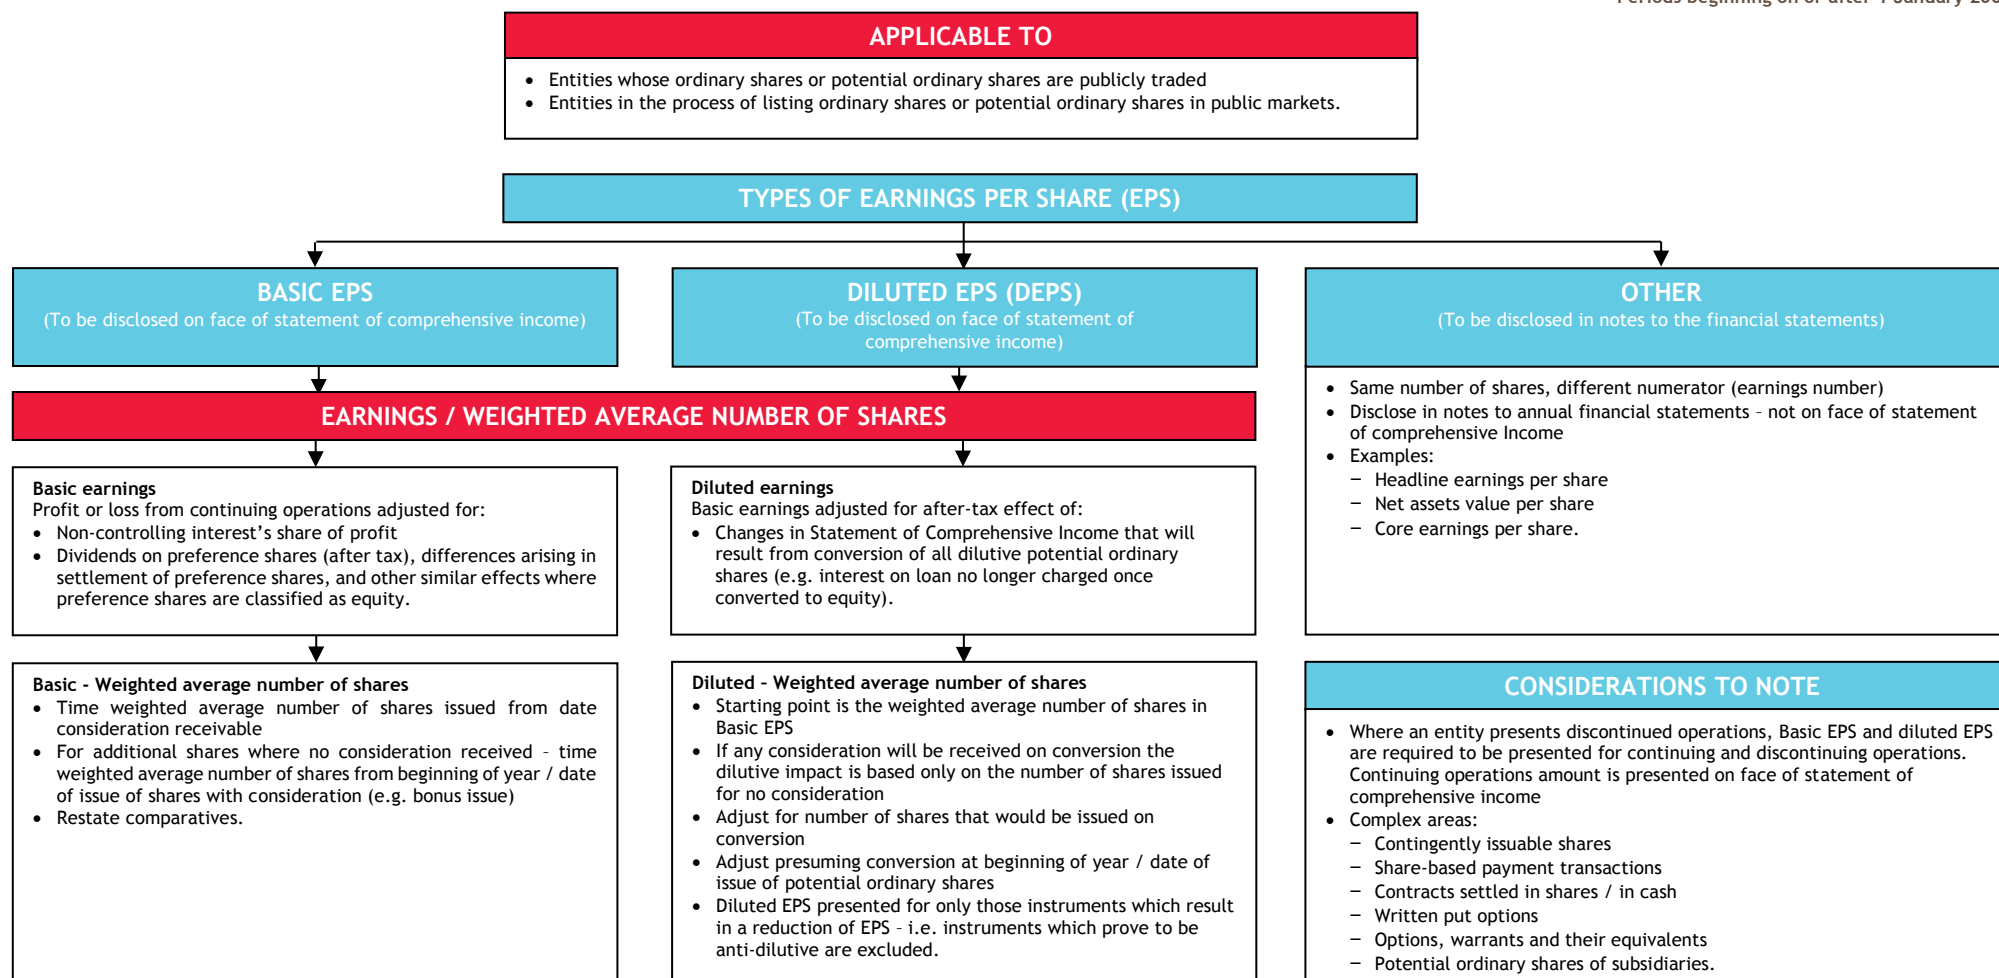 Periods beginning on or after 1 January
APPLICABLE TO
• Entities whose ordinary shares or potential ordinary shares are publicly traded
• Entities in the process of listing ordinary shares or potential ordinary shares in public markets.
TYPES OF EARNINGS PER SHARE (EPS)
BASIC EPS
(To be disclosed on face of statement of comprehensive income)
DILUTED EPS (DEPS)
(To be disclosed on face of statement of
comprehensive income)
OTHER
(To be disclosed in notes to the financial statements)
EARNINGS / WEIGHTED AVERAGE NUMBER OF SHARES
Basic earnings
Profit or loss from continuing operations adjusted for:
• Non-controlling interest’s share of profit
• Dividends on preference shares (after tax), differences arising in
settlement of preference shares, and other similar effects where
preference shares are classified as equity.
Diluted earnings
Basic earnings adjusted for after-tax effect of:
• Changes in Statement of Comprehensive Income that will
result from conversion of all dilutive potential ordinary
shares (e.g. interest on loan no longer charged once
converted to equity).
• Same number of shares, different numerator (earnings number)
• Disclose in notes to annual financial statements – not on face of statement
of comprehensive Income
• Examples:
− Headline earnings per share
− Net assets value per share
− Core earnings per share.
Basic - Weighted average number of shares
• Time weighted average number of shares issued from date
consideration receivable
• For additional shares where no consideration received – time
weighted average number of shares from beginning of year / date
of issue of shares with consideration (e.g. bonus issue)
• Restate comparatives.
Diluted – Weighted average number of shares
• Starting point is the weighted average number of shares in
Basic EPS
• If any consideration will be received on conversion the
dilutive impact is based only on the number of shares issued
for no consideration
• Adjust for number of shares that would be issued on
conversion
• Adjust presuming conversion at beginning of year / date of
issue of potential ordinary shares
• Diluted EPS presented for only those instruments which result
in a reduction of EPS – i.e. instruments which prove to be
anti-dilutive are excluded.
CONSIDERATIONS TO NOTE
• Where an entity presents discontinued operations, Basic EPS and diluted EPS
are required to be presented for continuing and discontinuing operations.
Continuing operations amount is presented on face of statement of
comprehensive income
• Complex areas:
− Contingently issuable shares
− Share-based payment transactions
− Contracts settled in shares / in cash
− Written put options
− Options, warrants and their equivalents
− Potential ordinary shares of subsidiaries.